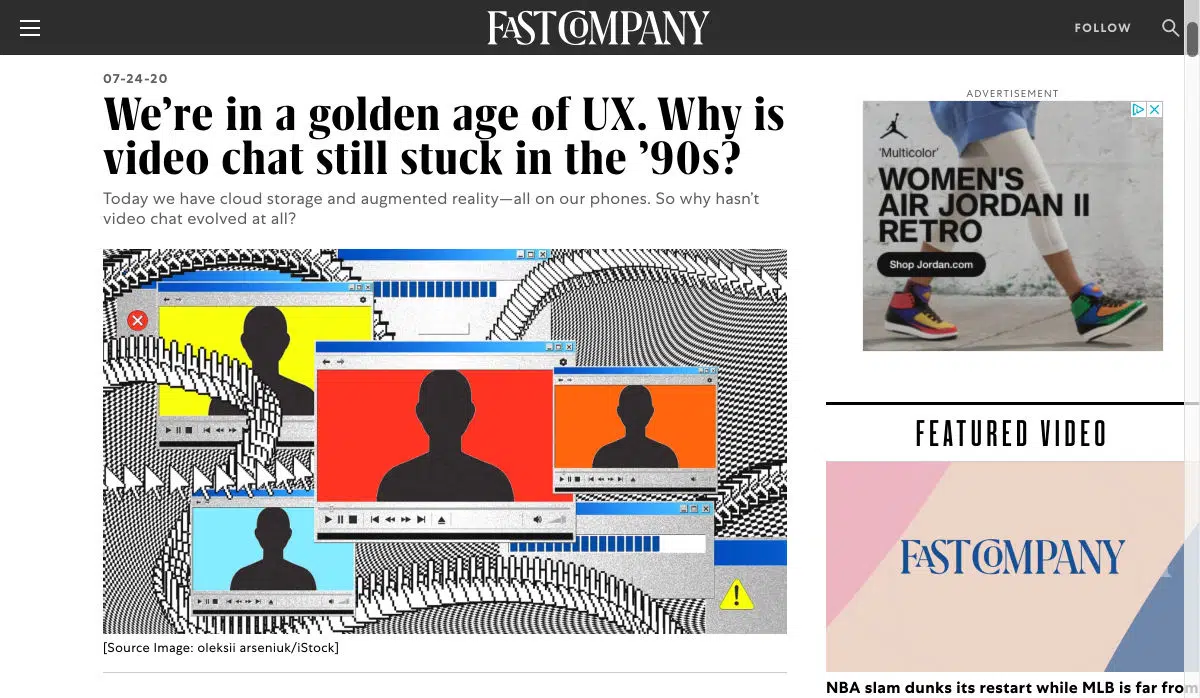 FAST COMPANY
FOLLOW
07-24-20
We’re in a golden age of UX. Why is
video chat still stuck in the ’90s?
Today we have cloud storage and augmented reality—all on our phones. So why hasn’t
video chat evolved at all?
[Source Image: oleksii arseniuk/iStock]
ADVERTISEMENT
'Multicolor'
WOMEN'S
AIR JORDAN II
RETRO
Shop Jordan.com
FEATURED VIDEO
FAST COMPANY
NBA slam dunks its restart while MLB is far from